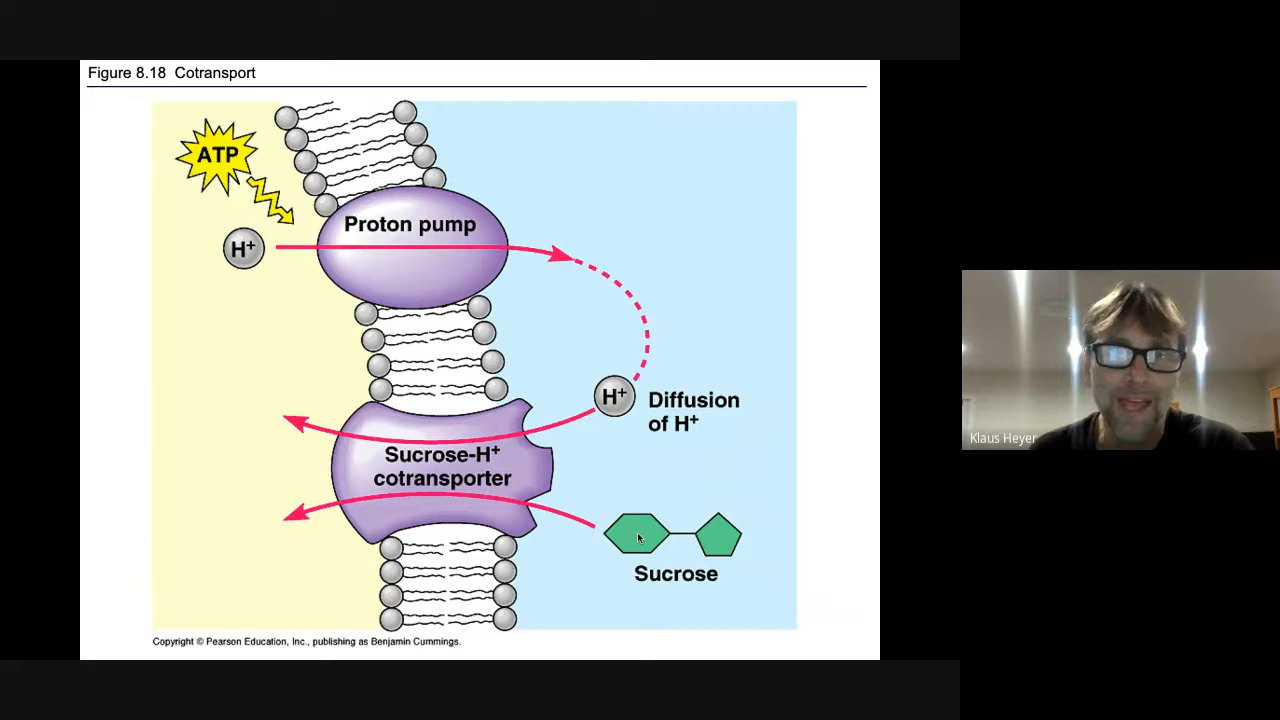 Figure 8.18 Cotransport
ATP
Proton pump
H+
H+
Diffusion
of H+
Sucrose-H+
cotransporter
Sucrose
Copyright © Pearson Education, Inc., publishing as Benjamin Cummings.
Klaus Heyer